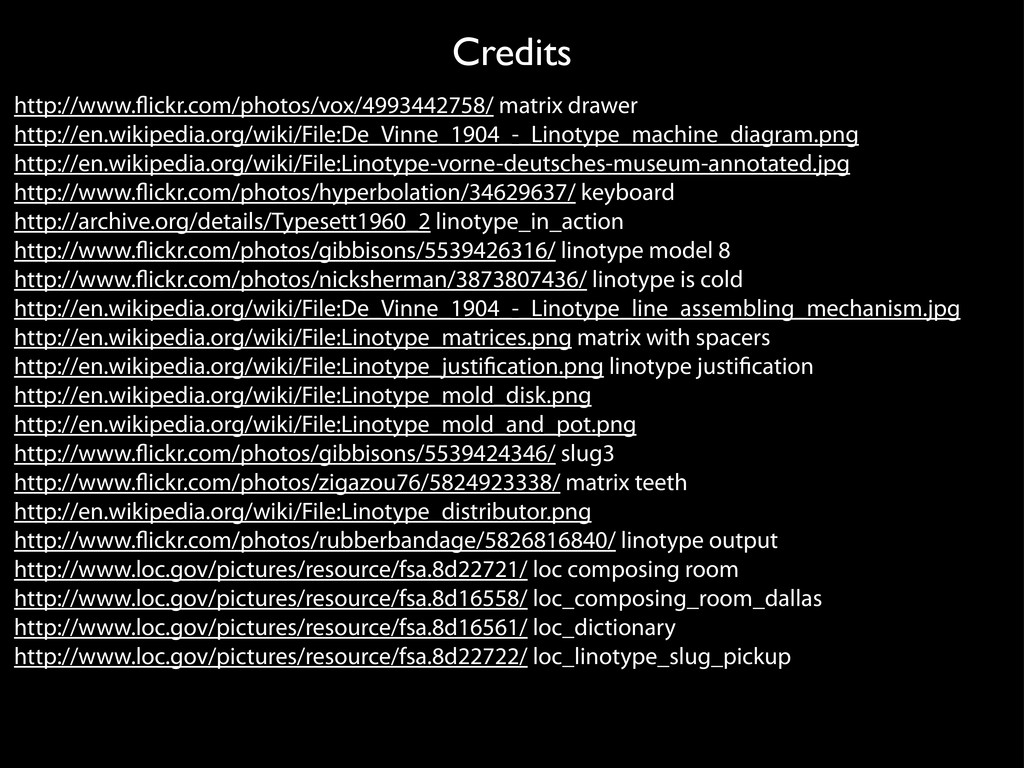 Credits
http://www.flickr.com/photos/vox/4993442758/ matrix drawer
http://en.wikipedia.org/wiki/File:De_Vinne_1904_-_Linotype_machine_diagram.png
http://en.wikipedia.org/wiki/File:Linotype-vorne-deutsches-museum-annotated.jpg
http://www.flickr.com/photos/hyperbolation/34629637/ keyboard
http://archive.org/details/Typesett1960_2 linotype_in_action
http://www.flickr.com/photos/gibbisons/5539426316/ linotype model 8
http://www.flickr.com/photos/nicksherman/3873807436/ linotype is cold
http://en.wikipedia.org/wiki/File:De_Vinne_1904_-_Linotype_line_assembling_mechanism.jpg
http://en.wikipedia.org/wiki/File:Linotype_matrices.png matrix with spacers
http://en.wikipedia.org/wiki/File:Linotype_justification.png linotype justification
http://en.wikipedia.org/wiki/File:Linotype_mold_disk.png
http://en.wikipedia.org/wiki/File:Linotype_mold_and_pot.png
http://www.flickr.com/photos/gibbisons/5539424346/ slug3
http://www.flickr.com/photos/zigazou76/5824923338/ matrix teeth
http://en.wikipedia.org/wiki/File:Linotype_distributor.png
http://www.flickr.com/photos/rubberbandage/5826816840/ linotype output
http://www.loc.gov/pictures/resource/fsa.8d22721/ loc composing room
http://www.loc.gov/pictures/resource/fsa.8d16558/ loc_composing_room_dallas
http://www.loc.gov/pictures/resource/fsa.8d16561/ loc_dictionary
http://www.loc.gov/pictures/resource/fsa.8d22722/ loc_linotype_slug_pickup